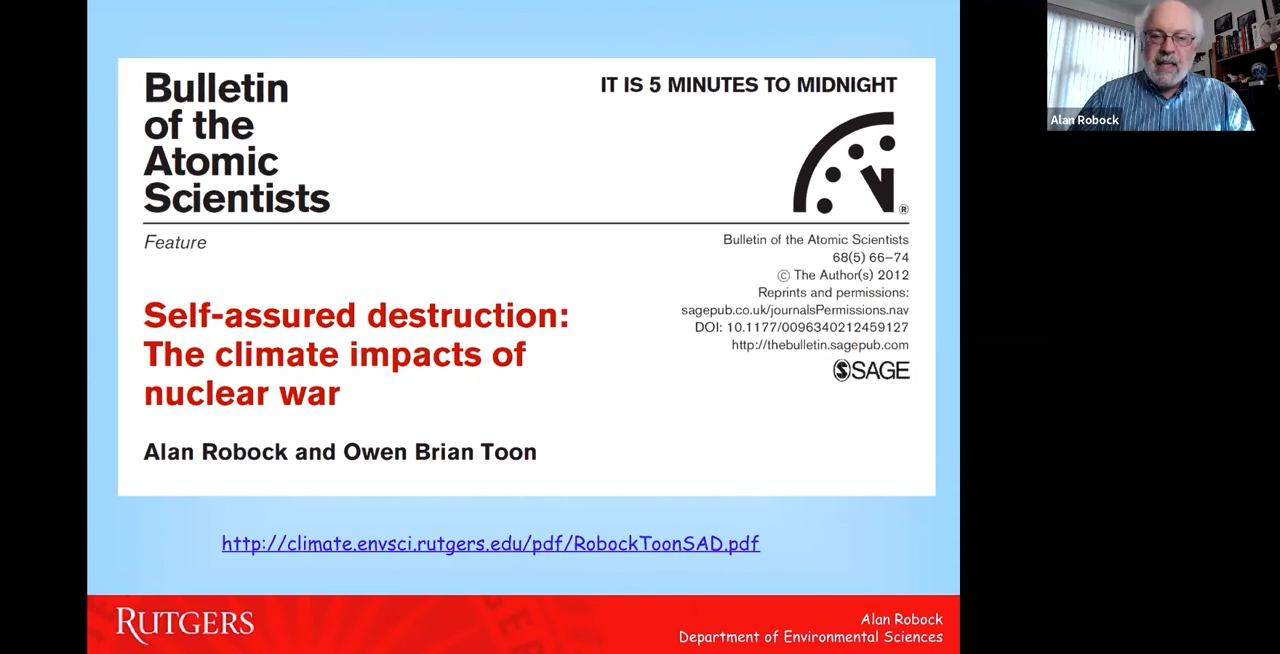 Bulletin
of the
Atomic
Scientists
IT IS 5 MINUTES TO MIDNIGHT
®
Feature
Bulletin of the Atomic Scientists
68(5) 66–74
© The Author(s) 2012
Reprints and permissions:
sagepub.co.uk/journalsPermissions.nav
DOI: 10.1177/0096340212459127
http://thebulletin.sagepub.com
SSAGE
Self-assured destruction:
The climate impacts of
nuclear war
Alan Robock and Owen Brian Toon
http://climate.envsci.rutgers.edu/pdf/RobockToonSAD.pdf
RUTGERS
Alan Robock
Department of Environmental Sciences
Alan Robock